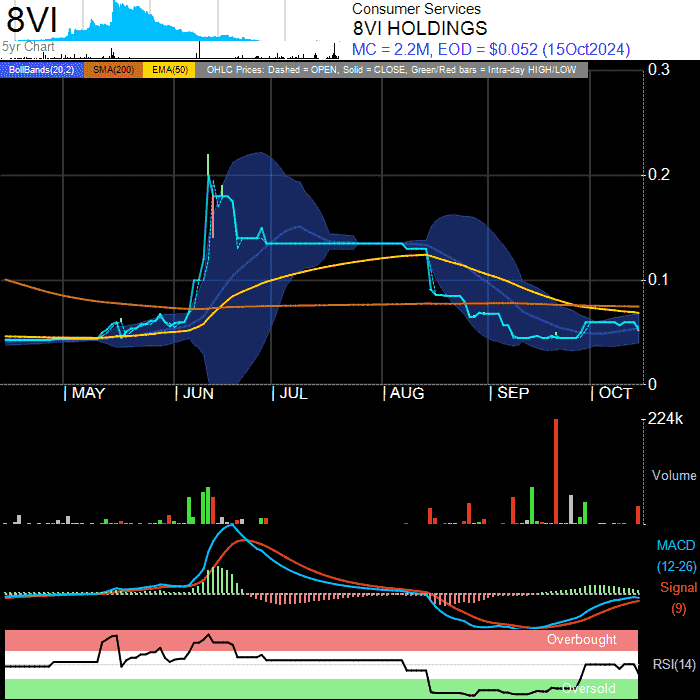 8VI
5yr Chart
Consumer Services
8VI HOLDINGS
MC = 2.2M, EOD = $0.052 (15Oct2024)
BollBands(20,2) SMA(200) EMA(50) OHLC Prices: Dashed = OPEN, Solid = CLOSE, Green/Red bars = Intra-day HIGH/LOW
0.3
0.2
0.1
0
| MAY | JUN | JUL | AUG | SEP | OCT
224k
Volume
MACD
(12-26)
Signal
(9)
Overbought
RSI(14)
Oversold